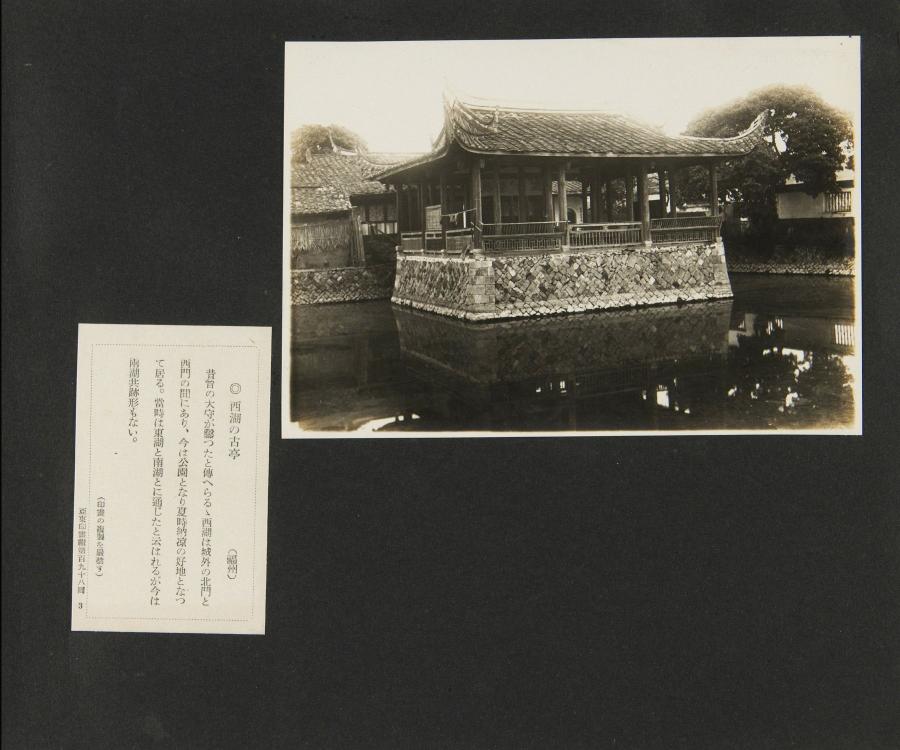 ◎西湖の古亭　（福州）
昔晉の太守が鑿つたと傳へらるゝ西湖は城外の北門と
西門の間にあり、今は公園となり夏時納凉の好地となつ
て居る。當時は東湖と南湖とに通じたと云はれるが今は
兩湖共跡形もない。
（印畫の複製を嚴禁す）
亞東印畫輯第百九十八回　3